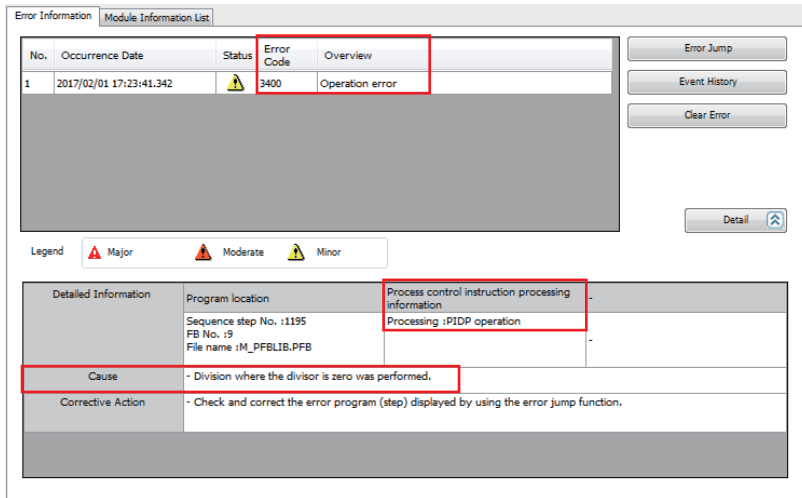 Error Information
Module Information List
No.
Occurrence Date
Status
Error
Code
Overview
1
2017/02/01 17:23:41.342
3400
Operation error
Error Jump
Event History
Clear Error
Detail
Legend
Major
Moderate
Minor
Detailed Information
Program location
Process control instruction processing
information
-
Sequence step No. :1195
FB No. :9
File name :M_PFBLIB.PFB
Processing :PIDP operation
-
Cause
- Division where the divisor is zero was performed.
Corrective Action
- Check and correct the error program (step) displayed by using the error jump function.